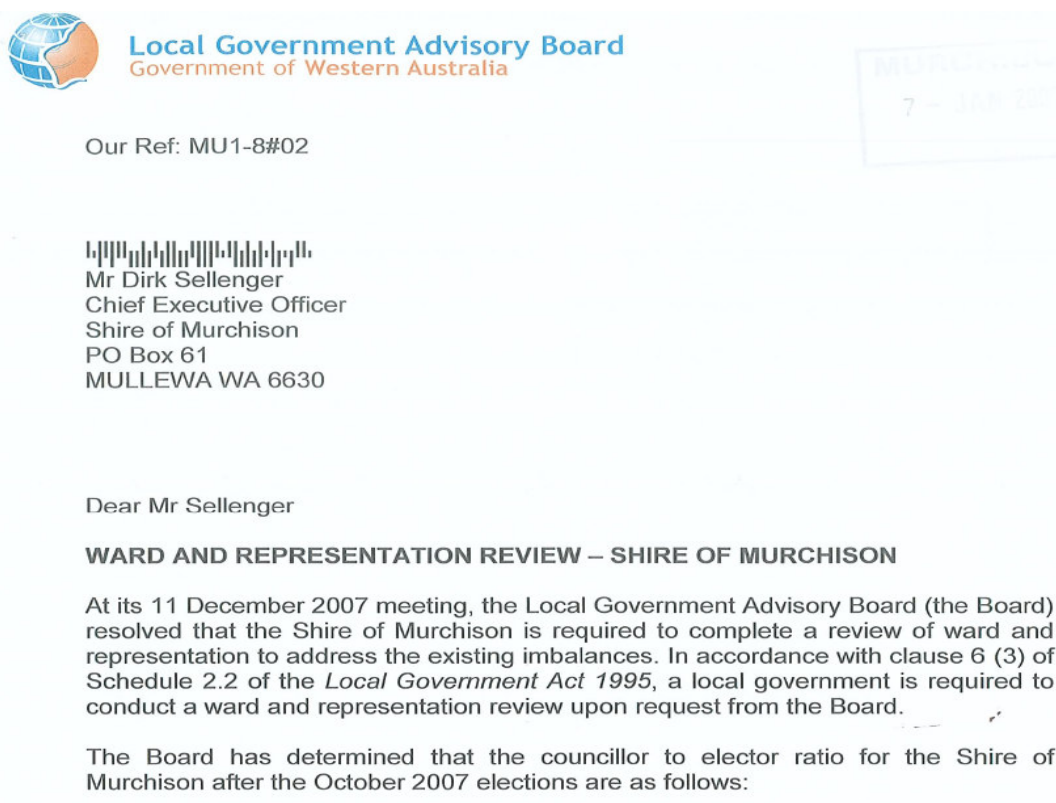 Local Government Advisory Board
Government of Western Australia
7 - JAN
Our Ref: MU1-8#02
Mr Dirk Sellenger
Chief Executive Officer
Shire of Murchison
PO Box 61
MULLEWA WA 6630
Dear Mr Sellenger
WARD AND REPRESENTATION REVIEW – SHIRE OF MURCHISON
At its 11 December 2007 meeting, the Local Government Advisory Board (the Board)
resolved that the Shire of Murchison is required to complete a review of ward and
representation to address the existing imbalances. In accordance with clause 6 (3) of
Schedule 2.2 of the Local Government Act 1995, a local government is required to
conduct a ward and representation review upon request from the Board.
The Board has determined that the councillor to elector ratio for the Shire of
Murchison after the October 2007 elections are as follows: